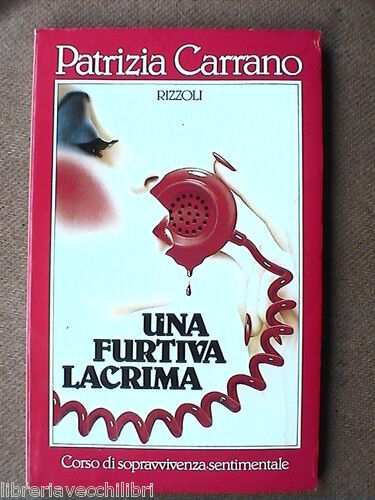 Patrizia Carrano
RIZZOLI
UNA
FURTIVA
LACRIMA
Corso di sopravvivenza sentimentale
libreriavecchilibri